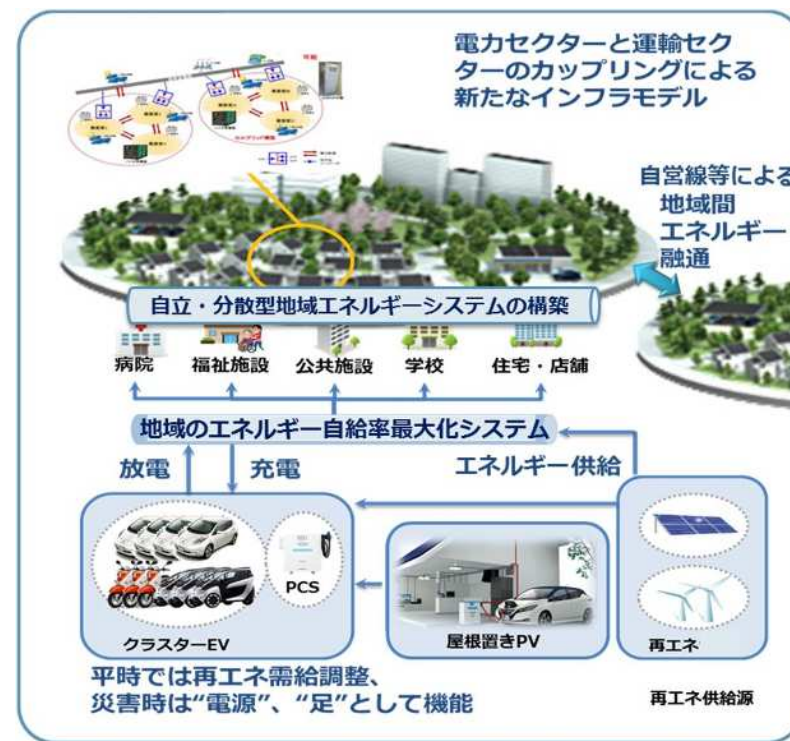 電力セクターと運輸セク
ターのカップリングによる
新たなインフラモデル
自営線等による
地域間
エネルギー
融通
自立・分散型地域エネルギーシステムの構築
病院
福祉施設
公共施設
学校
住宅・店舗
地域のエネルギー自給率最大化システム
放電
充電
エネルギー供給
PCS
クラスターEV
屋根置きPV
再エネ
平時では再エネ需給調整、
災害時は“電源”、“足”として機能
再エネ供給源